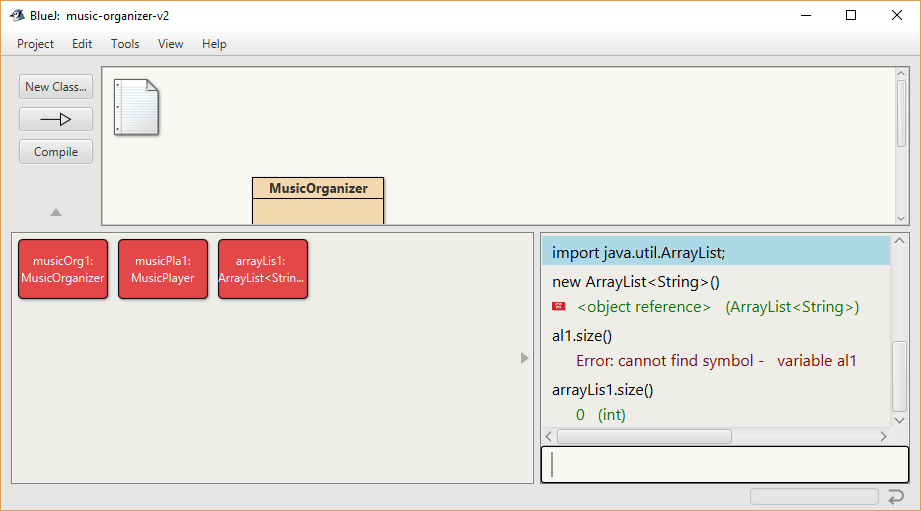 BlueJ: music-organizer-v2
Project Edit Tools View Help
New Class...
Compile
MusicOrganizer
musicOrg1:
MusicOrganizer
musicPla1:
MusicPlayer
arrayLis1:
ArrayList<Strin...
import java.util.ArrayList;
new ArrayList<String>()
<object reference> (ArrayList<String>)
al1.size()
Error: cannot find symbol - variable al1
arrayLis1.size()
0 (int)